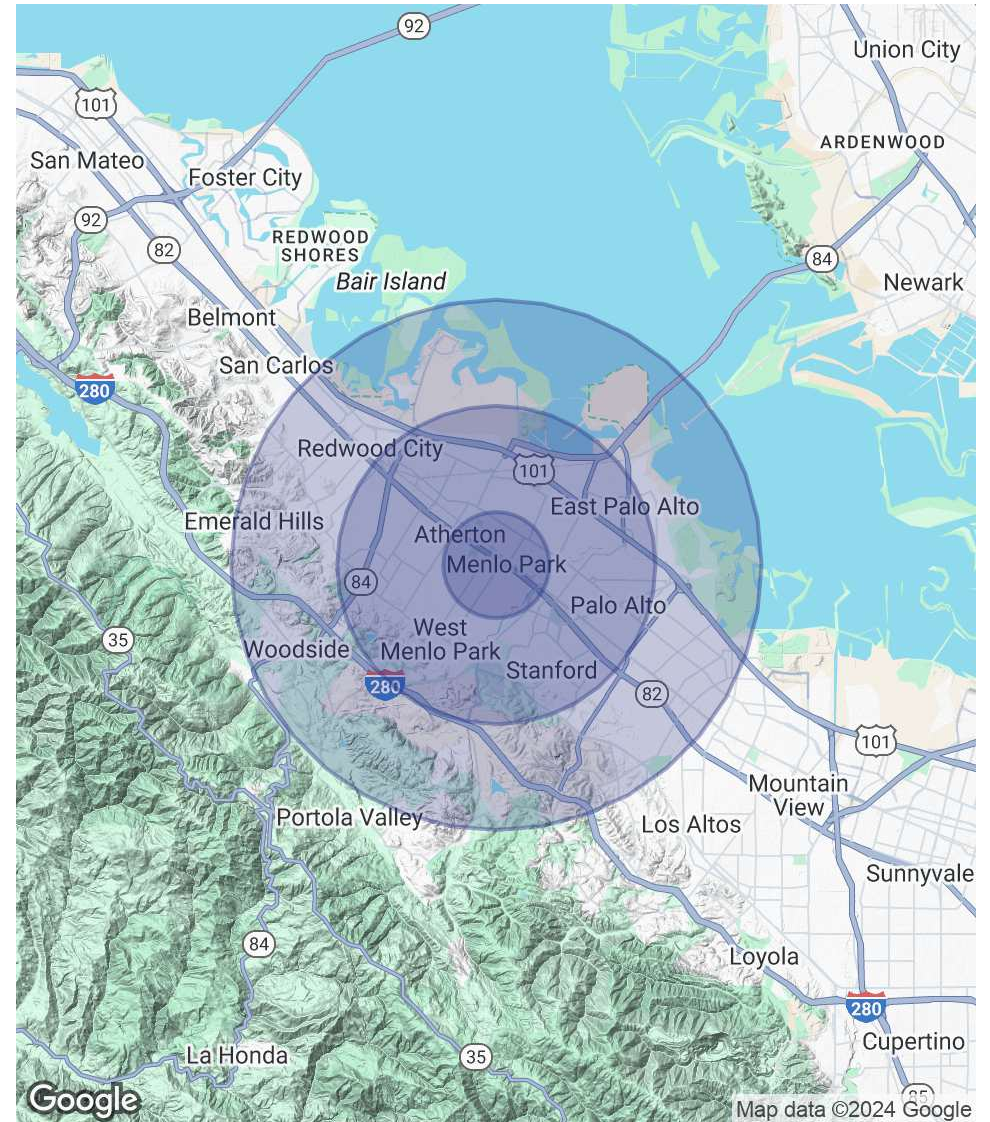 92
Union City
101
ARDENWOOD
San Mateo
Foster City
92
82
REDWOOD
SHORES
84
Bair Island
Newark
Belmont
San Carlos
280
Redwood City
101
East Palo Alto
Emerald Hills
Atherton
Menlo Park
84
Palo Alto
35
West
Menlo Park
Woodside
Stanford
280
82
101
Mountain
View
Portola Valley
Los Altos
Sunnyvale
84
Loyola
280
Cupertino
La Honda
35
85
Google
Map data ©2024 Google